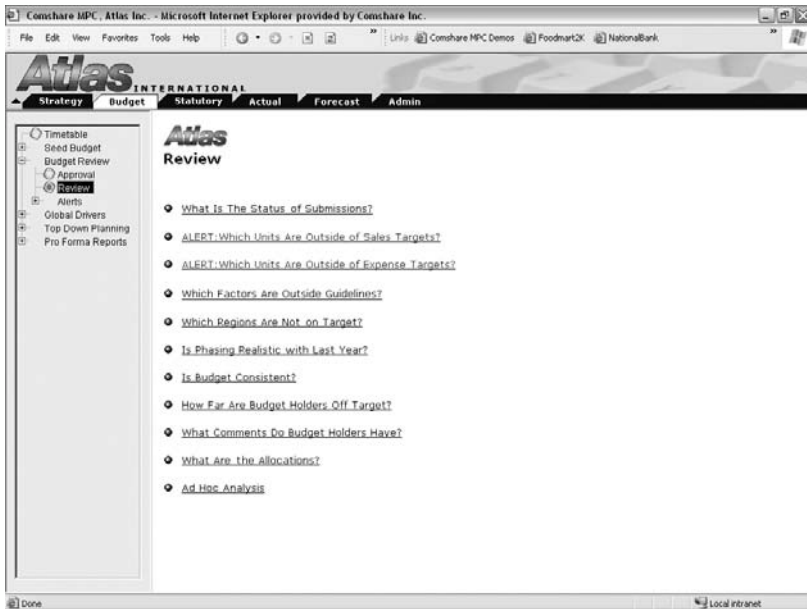 Comshare MPC, Atlas Inc. - Microsoft Internet Explorer provided by Comshare Inc.
File Edit View Favorites Tools Help » Links Comshare MPC Demos Foodmart2K NationalBank »
Atlas
INTERNATIONAL
Strategy Budget Statutory Actual Forecast Admin
Timetable
Seed Budget
Budget Review
Approval
Review
Alerts
Global Drivers
Top Down Planning
Pro Forma Reports
Atlas
Review
What Is The Status of Submissions?
ALERT:Which Units Are Outside of Sales Targets?
ALERT:Which Units Are Outside of Expense Targets?
Which Factors Are Outside Guidelines?
Which Regions Are Not on Target?
Is Phasing Realistic with Last Year?
Is Budget Consistent?
How Far Are Budget Holders Off Target?
What Comments Do Budget Holders Have?
What Are the Allocations?
Ad Hoc Analysis
Done Local intranet